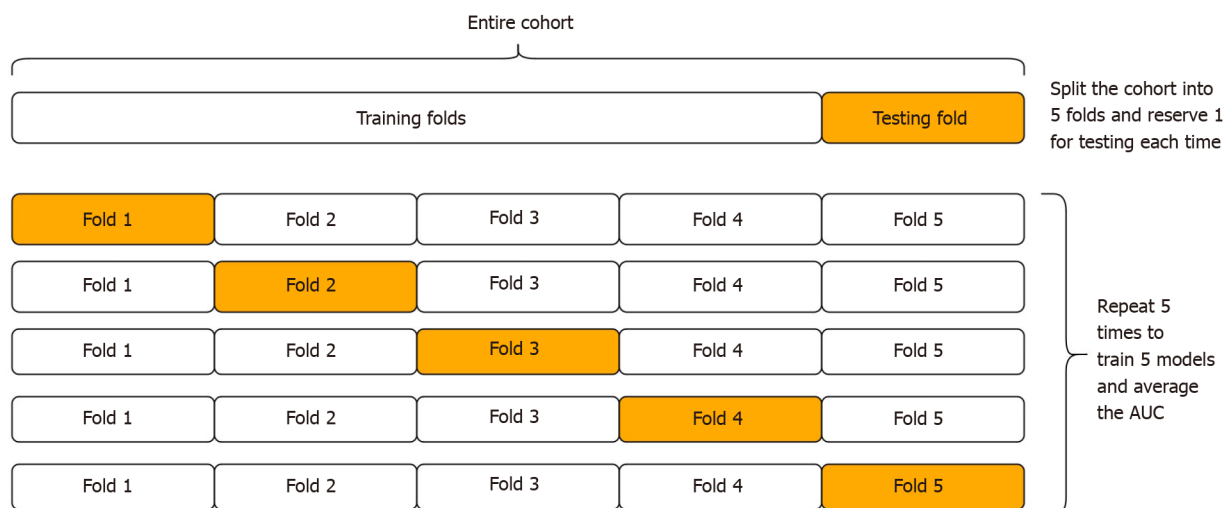 Entire cohort
Training folds
Testing fold
Split the cohort into
5 folds and reserve 1
for testing each time
Fold 1
Fold 2
Fold 3
Fold 4
Fold 5
Fold 1
Fold 2
Fold 3
Fold 4
Fold 5
Fold 1
Fold 2
Fold 3
Fold 4
Fold 5
Fold 1
Fold 2
Fold 3
Fold 4
Fold 5
Fold 1
Fold 2
Fold 3
Fold 4
Fold 5
Repeat 5
times to
train 5 models
and average
the AUC